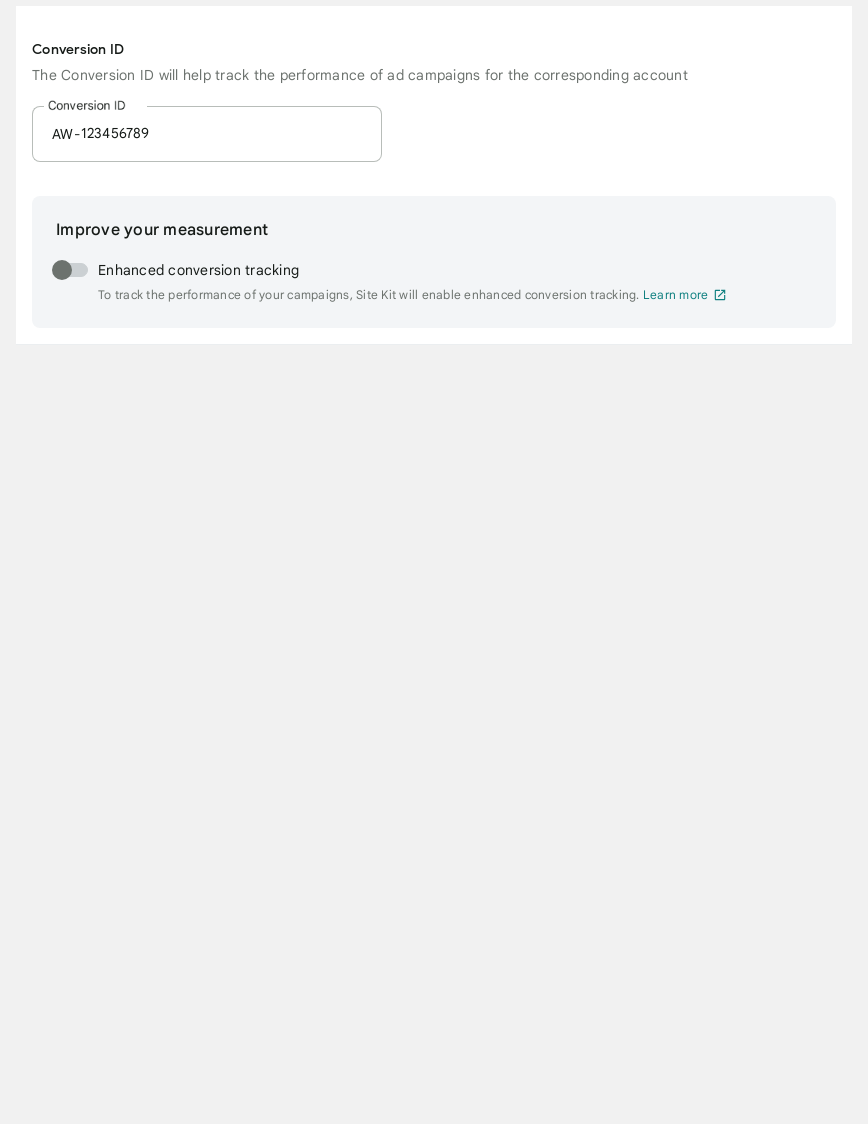 Conversion ID
The Conversion ID will help track the performance of ad campaigns for the corresponding account
Conversion ID
AW-123456789
Improve your measurement
Enhanced conversion tracking
To track the performance of your campaigns, Site Kit will enable enhanced conversion tracking. Learn more